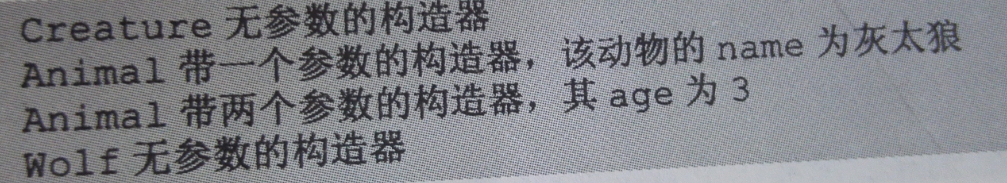 Creature 无参数的构造器
Animal 带一个参数的构造器，该动物的 name 为灰太狼
Animal 带两个参数的构造器，其 age 为 3
Wolf 无参数的构造器